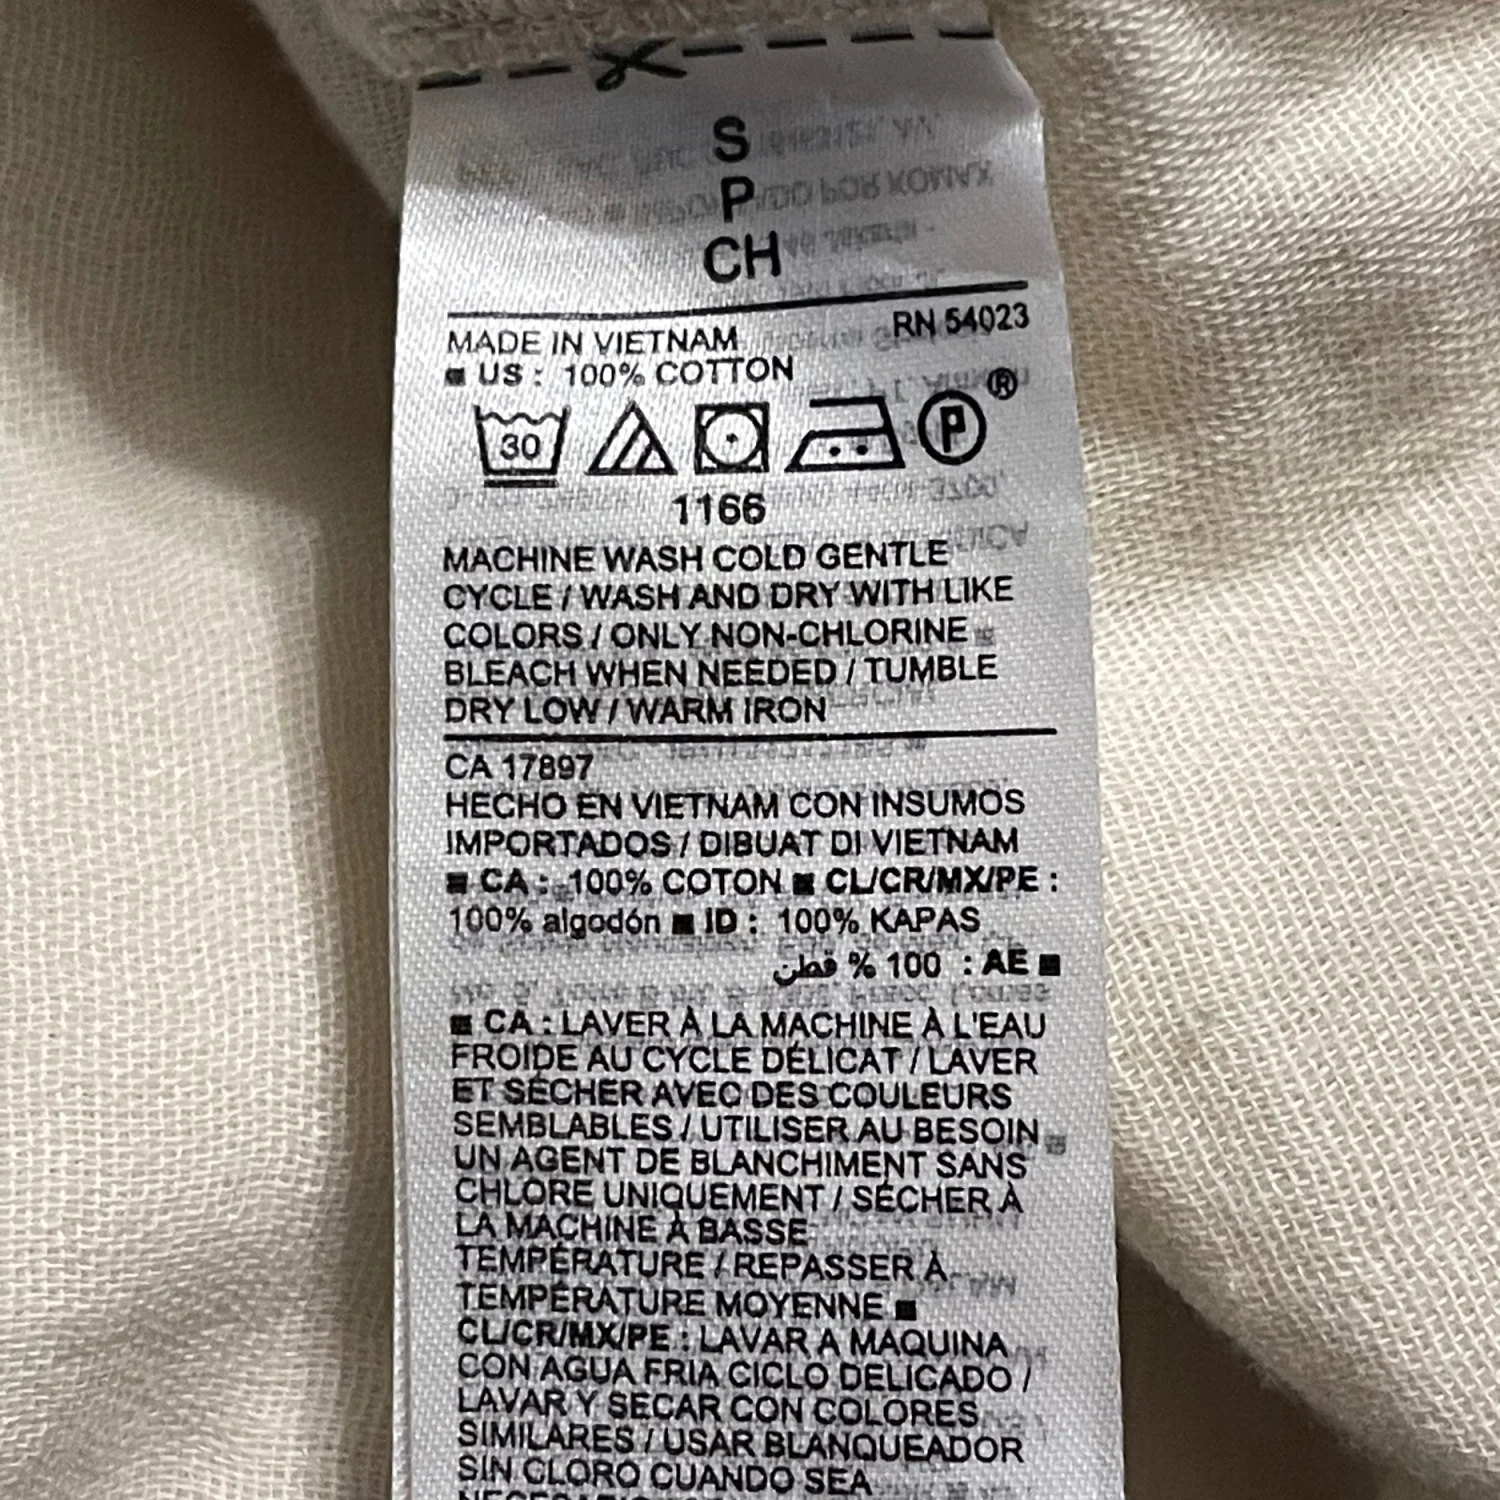 S
P
CH
MADE IN VIETNAM RN 54023
■ US : 100% COTTON
30 P ®
1166
MACHINE WASH COLD GENTLE
CYCLE / WASH AND DRY WITH LIKE
COLORS / ONLY NON-CHLORINE
BLEACH WHEN NEEDED / TUMBLE
DRY LOW / WARM IRON
CA 17897
HECHO EN VIETNAM CON INSUMOS
IMPORTADOS / DIBUAT DI VIETNAM
■ CA : 100% COTON ■ CL/CR/MX/PE :
100% algodón ■ ID : 100% KAPAS
■ AE : 100 % قطن
■ CA : LAVER À LA MACHINE À L'EAU
FROIDE AU CYCLE DÉLICAT / LAVER
ET SÉCHER AVEC DES COULEURS
SEMBLABLES / UTILISER AU BESOIN
UN AGENT DE BLANCHIMENT SANS
CHLORE UNIQUEMENT / SÉCHER À
LA MACHINE À BASSE
TEMPÉRATURE / REPASSER À
TEMPÉRATURE MOYENNE ■
CL/CR/MX/PE : LAVAR A MAQUINA
CON AGUA FRIA CICLO DELICADO /
LAVAR Y SECAR CON COLORES
SIMILARES / USAR BLANQUEADOR
SIN CLORO CUANDO SEA